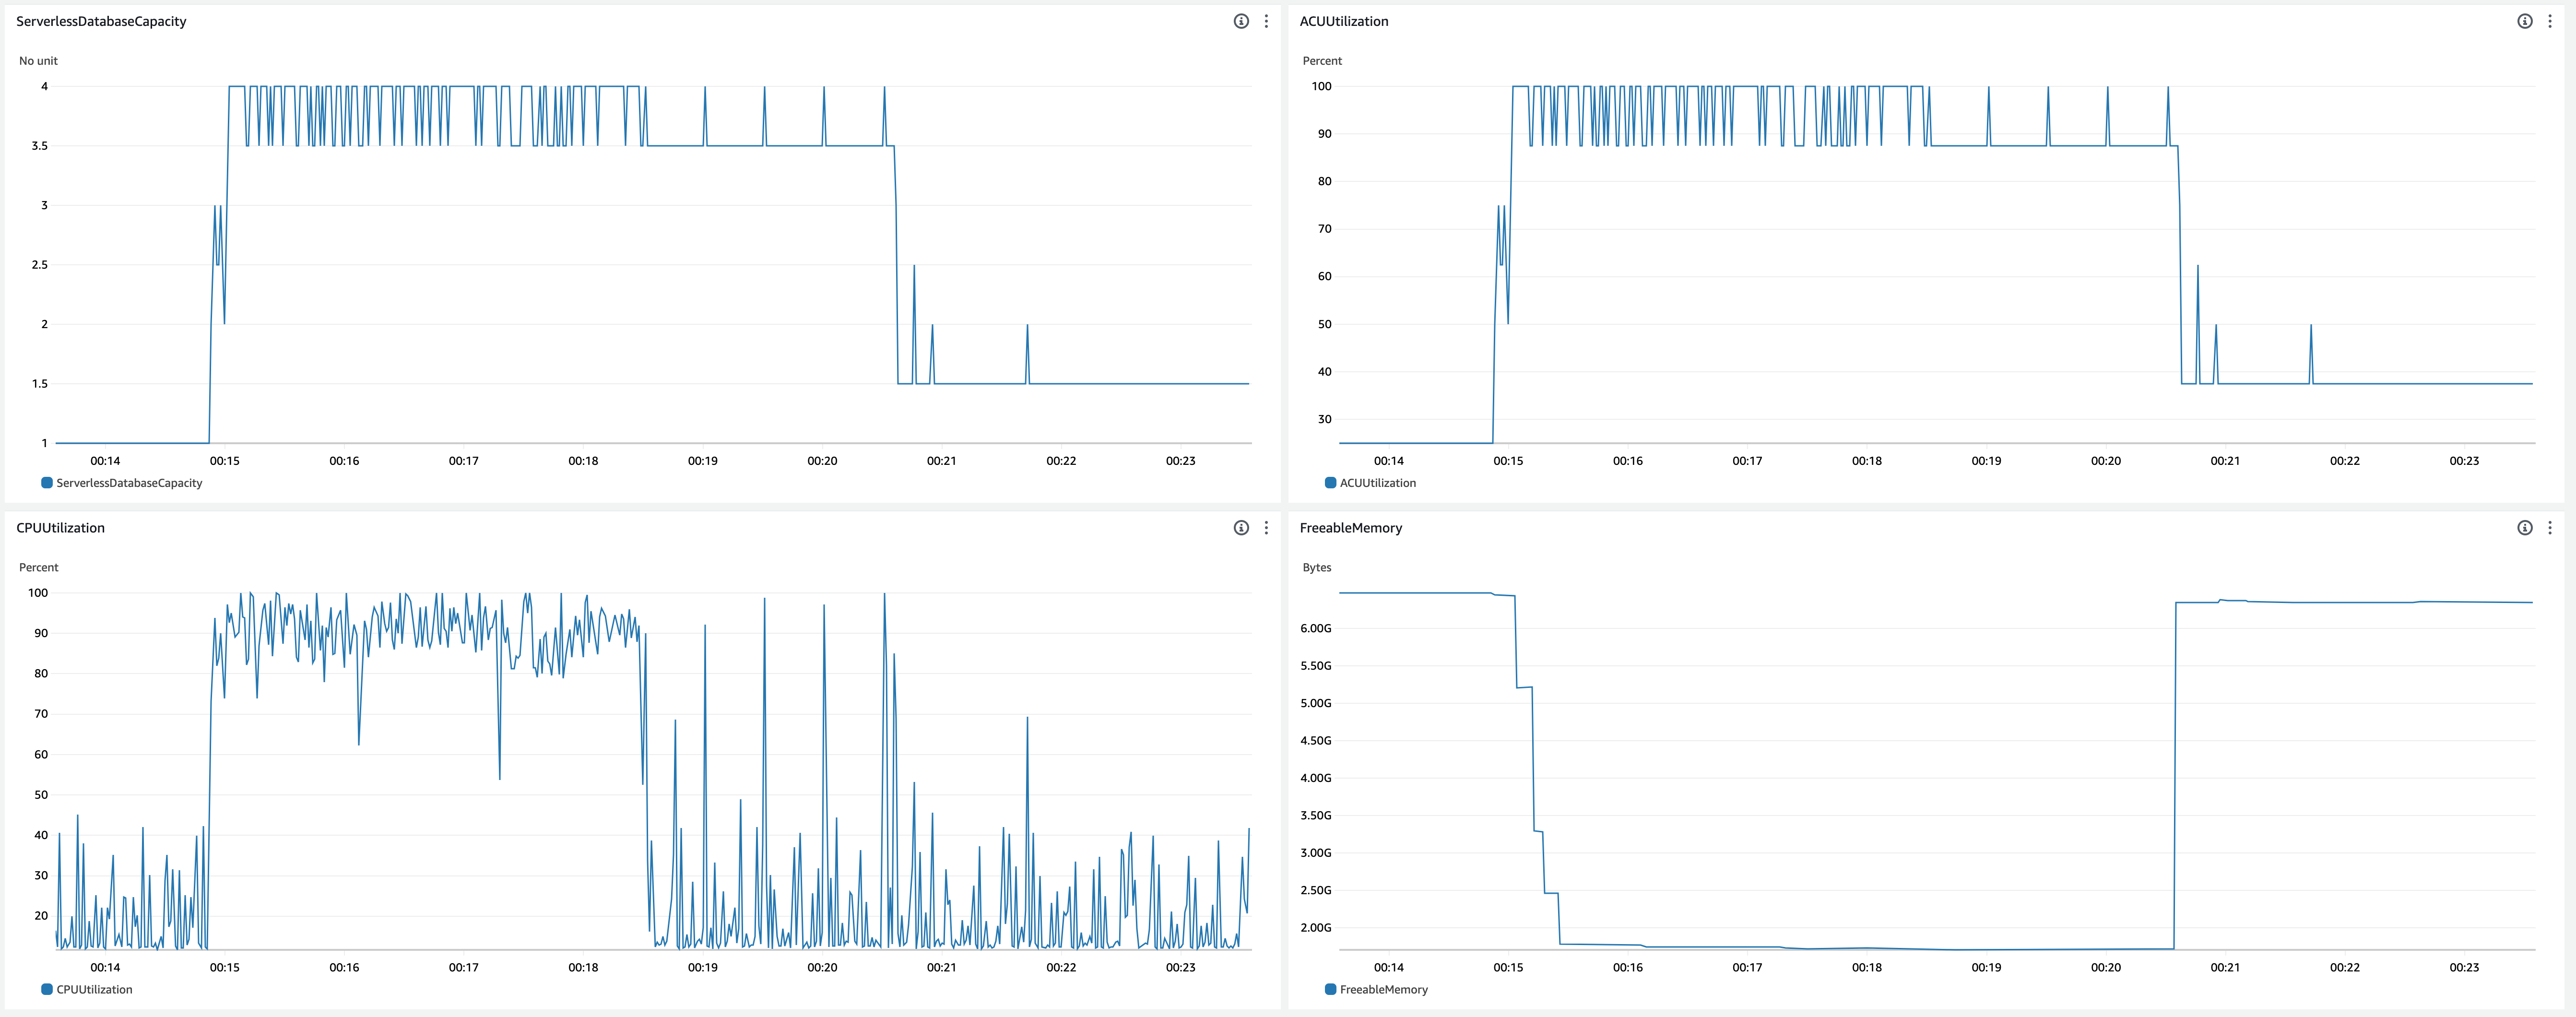 ServerlessDatabaseCapacity
No unit
4
3.5
3
2.5
2
1.5
1
00:14 00:15 00:16 00:17 00:18 00:19 00:20 00:21 00:22 00:23
ServerlessDatabaseCapacity
ACUUtilization
Percent
100
90
80
70
60
50
40
30
00:14 00:15 00:16 00:17 00:18 00:19 00:20 00:21 00:22 00:23
ACUUtilization
CPUUtilization
Percent
100
90
80
70
60
50
40
30
20
00:14 00:15 00:16 00:17 00:18 00:19 00:20 00:21 00:22 00:23
CPUUtilization
FreeableMemory
Bytes
6.00G
5.50G
5.00G
4.50G
4.00G
3.50G
3.00G
2.50G
2.00G
00:14 00:15 00:16 00:17 00:18 00:19 00:20 00:21 00:22 00:23
FreeableMemory